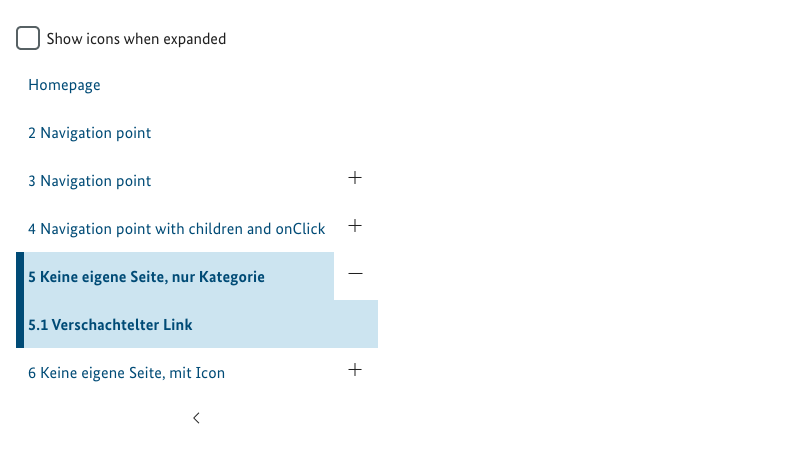 Show icons when expanded
Homepage
2 Navigation point
3 Navigation point
4 Navigation point with children and onClick
5 Keine eigene Seite, nur Kategorie
5.1 Verschachtelter Link
6 Keine eigene Seite, mit Icon